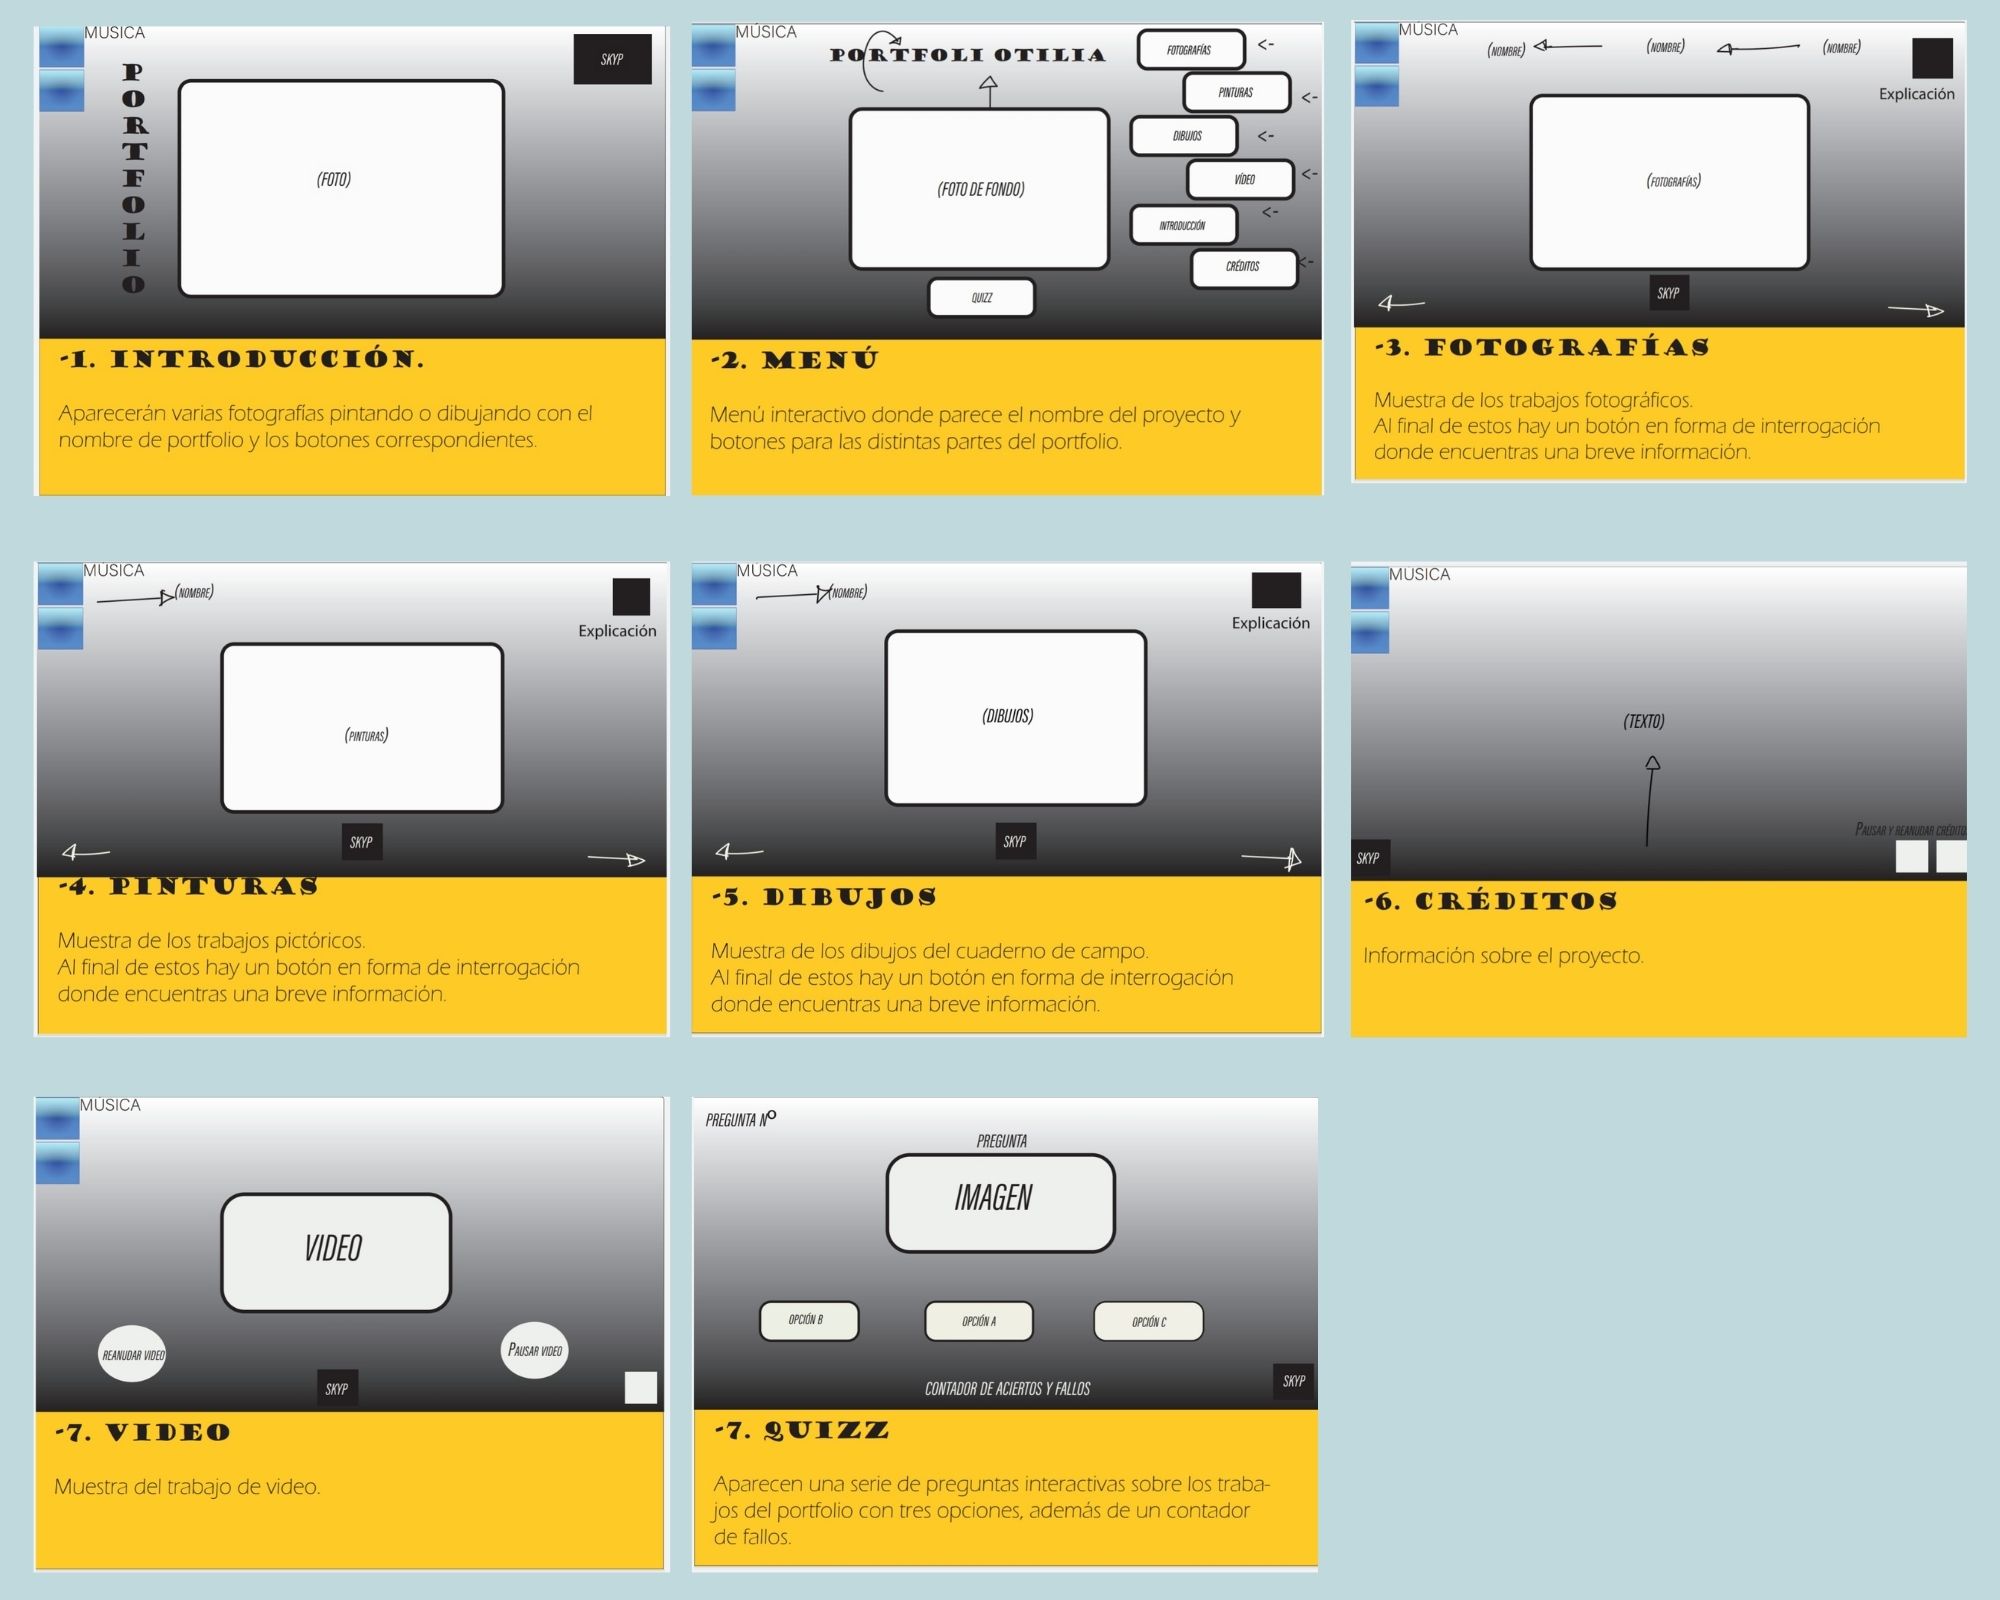 MÚSICA
SKYP
PORTFOLIO
(FOTO)
-1. INTRODUCCIÓN.
Aparecerán varias fotografías pintando o dibujando con el
nombre de portfolio y los botones correspondientes.
MÚSICA
PORTFOLI OTILIA
FOTOGRAFÍAS
<-
PINTURAS
<-
DIBUJOS
<-
VÍDEO
<-
INTRODUCCIÓN
<-
CRÉDITOS
<-
(FOTO DE FONDO)
QUIZZ
-2. MENÚ
Menú interactivo donde parece el nombre del proyecto y
botones para las distintas partes del portfolio.
MÚSICA
(NOMBRE)
(NOMBRE)
(NOMBRE)
Explicación
(FOTOGRAFÍAS)
SKYP
-3. FOTOGRAFÍAS
Muestra de los trabajos fotográficos.
Al final de estos hay un botón en forma de interrogación
donde encuentras una breve información.
MÚSICA
(NOMBRE)
Explicación
(PINTURAS)
SKYP
-4. PINTURAS
Muestra de los trabajos pictóricos.
Al final de estos hay un botón en forma de interrogación
donde encuentras una breve información.
MÚSICA
(NOMBRE)
Explicación
(DIBUJOS)
SKYP
-5. DIBUJOS
Muestra de los dibujos del cuaderno de campo.
Al final de estos hay un botón en forma de interrogación
donde encuentras una breve información.
MÚSICA
(TEXTO)
PAUSAR Y REANUDAR CRÉDITO
SKYP
-6. CRÉDITOS
Información sobre el proyecto.
MÚSICA
VIDEO
REANUDAR VIDEO
PAUSAR VIDEO
SKYP
-7. VIDEO
Muestra del trabajo de video.
PREGUNTA Nº
PREGUNTA
IMAGEN
OPCIÓN B
OPCIÓN A
OPCIÓN C
SKYP
CONTADOR DE ACIERTOS Y FALLOS
-7. QUIZZ
Aparecen una serie de preguntas interactivas sobre los traba-
jos del portfolio con tres opciones, además de un contador
de fallos.